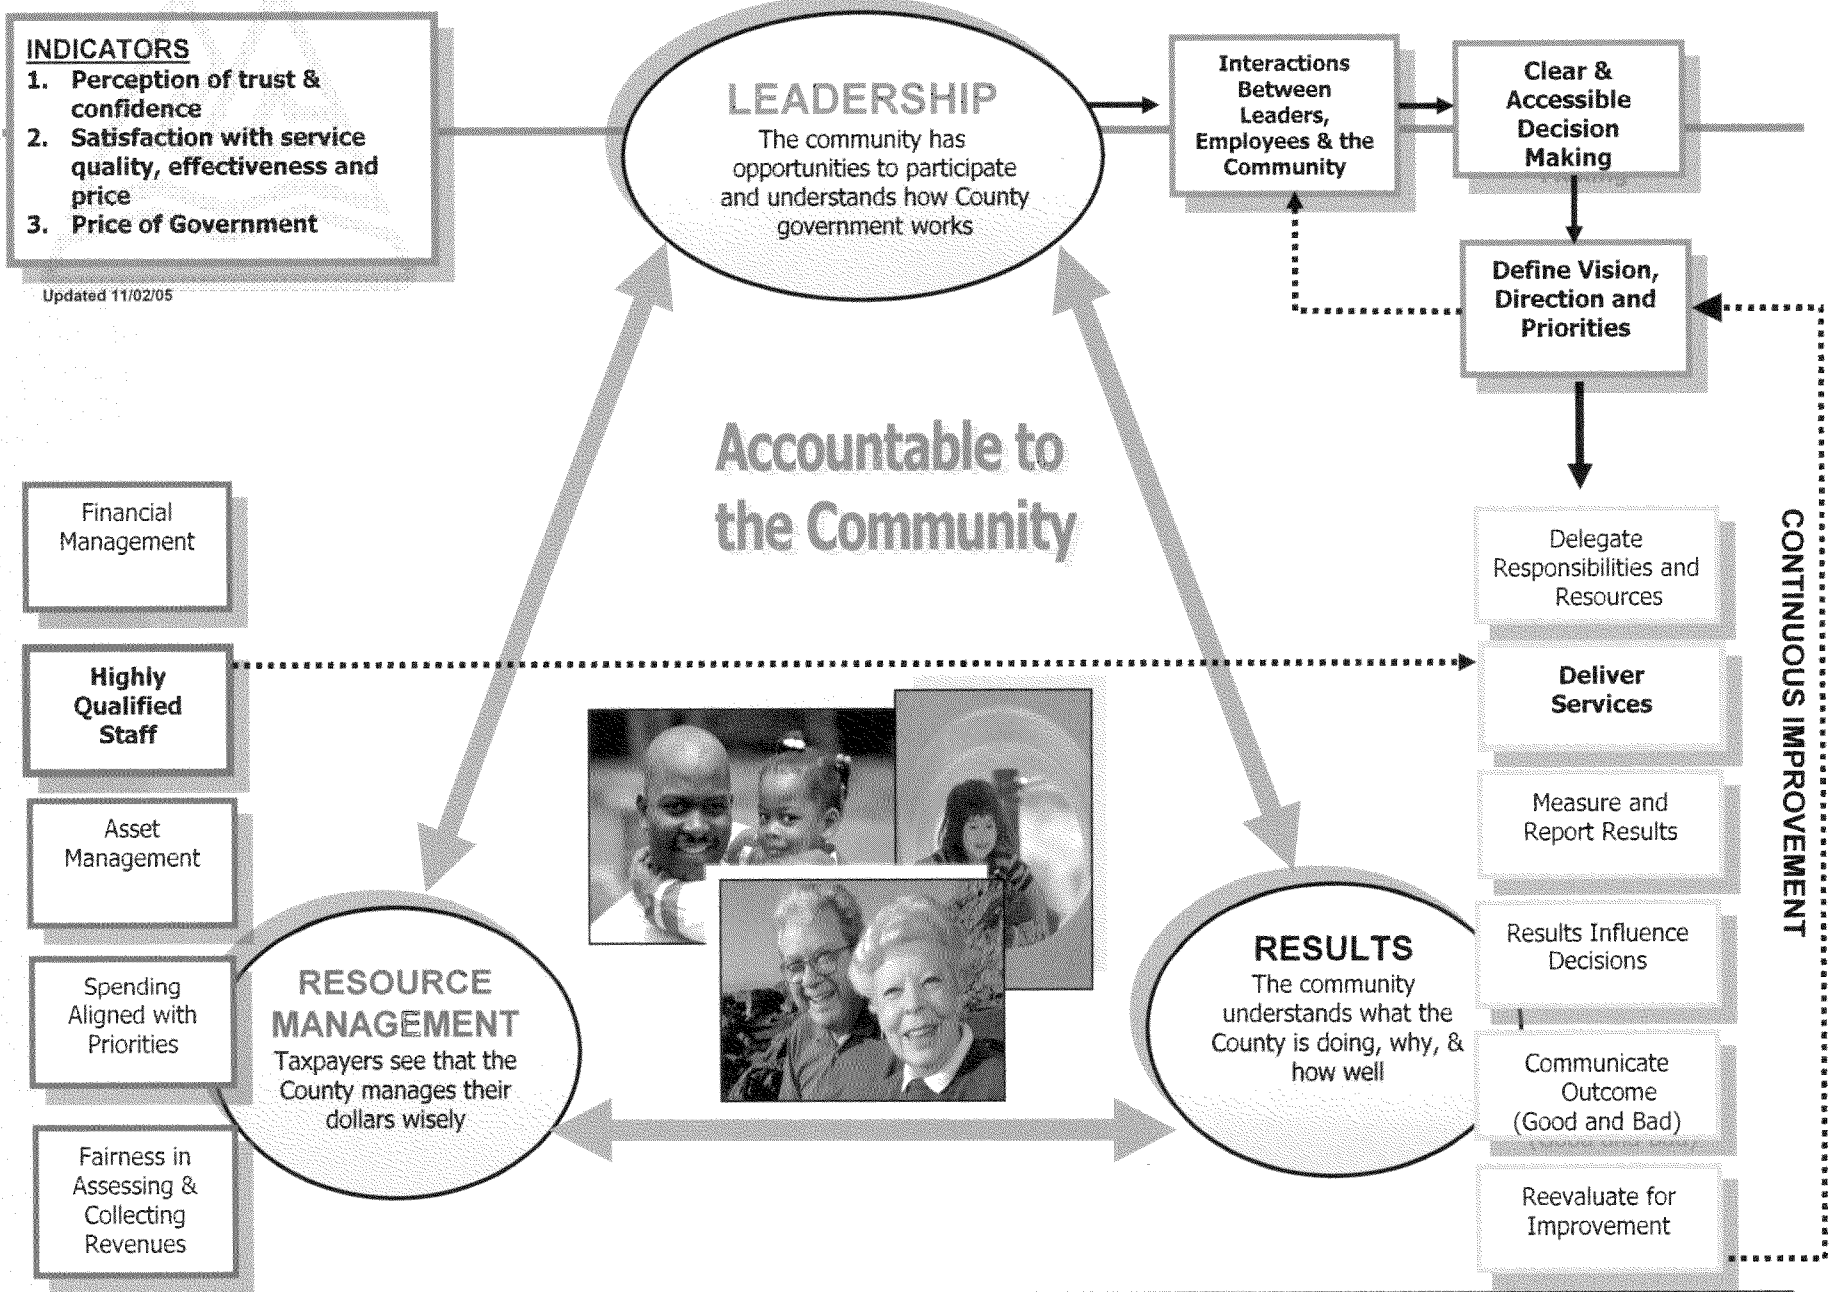 INDICATORS
1. Perception of trust &
confidence
2. Satisfaction with service
quality, effectiveness and
price
3. Price of Government
Updated 11/02/05
LEADERSHIP
The community has
opportunities to participate
and understands how County
government works
Interactions
Between
Leaders,
Employees & the
Community
Clear &
Accessible
Decision
Making
Define Vision,
Direction and
Priorities
Accountable to
the Community
Financial
Management
Highly
Qualified
Staff
Asset
Management
Spending
Aligned with
Priorities
Fairness in
Assessing &
Collecting
Revenues
RESOURCE
MANAGEMENT
Taxpayers see that the
County manages their
dollars wisely
RESULTS
The community
understands what the
County is doing, why, &
how well
Delegate
Responsibilities and
Resources
Deliver
Services
Measure and
Report Results
Results Influence
Decisions
Communicate
Outcome
(Good and Bad)
Reevaluate for
Improvement
CONTINUOUS IMPROVEMENT